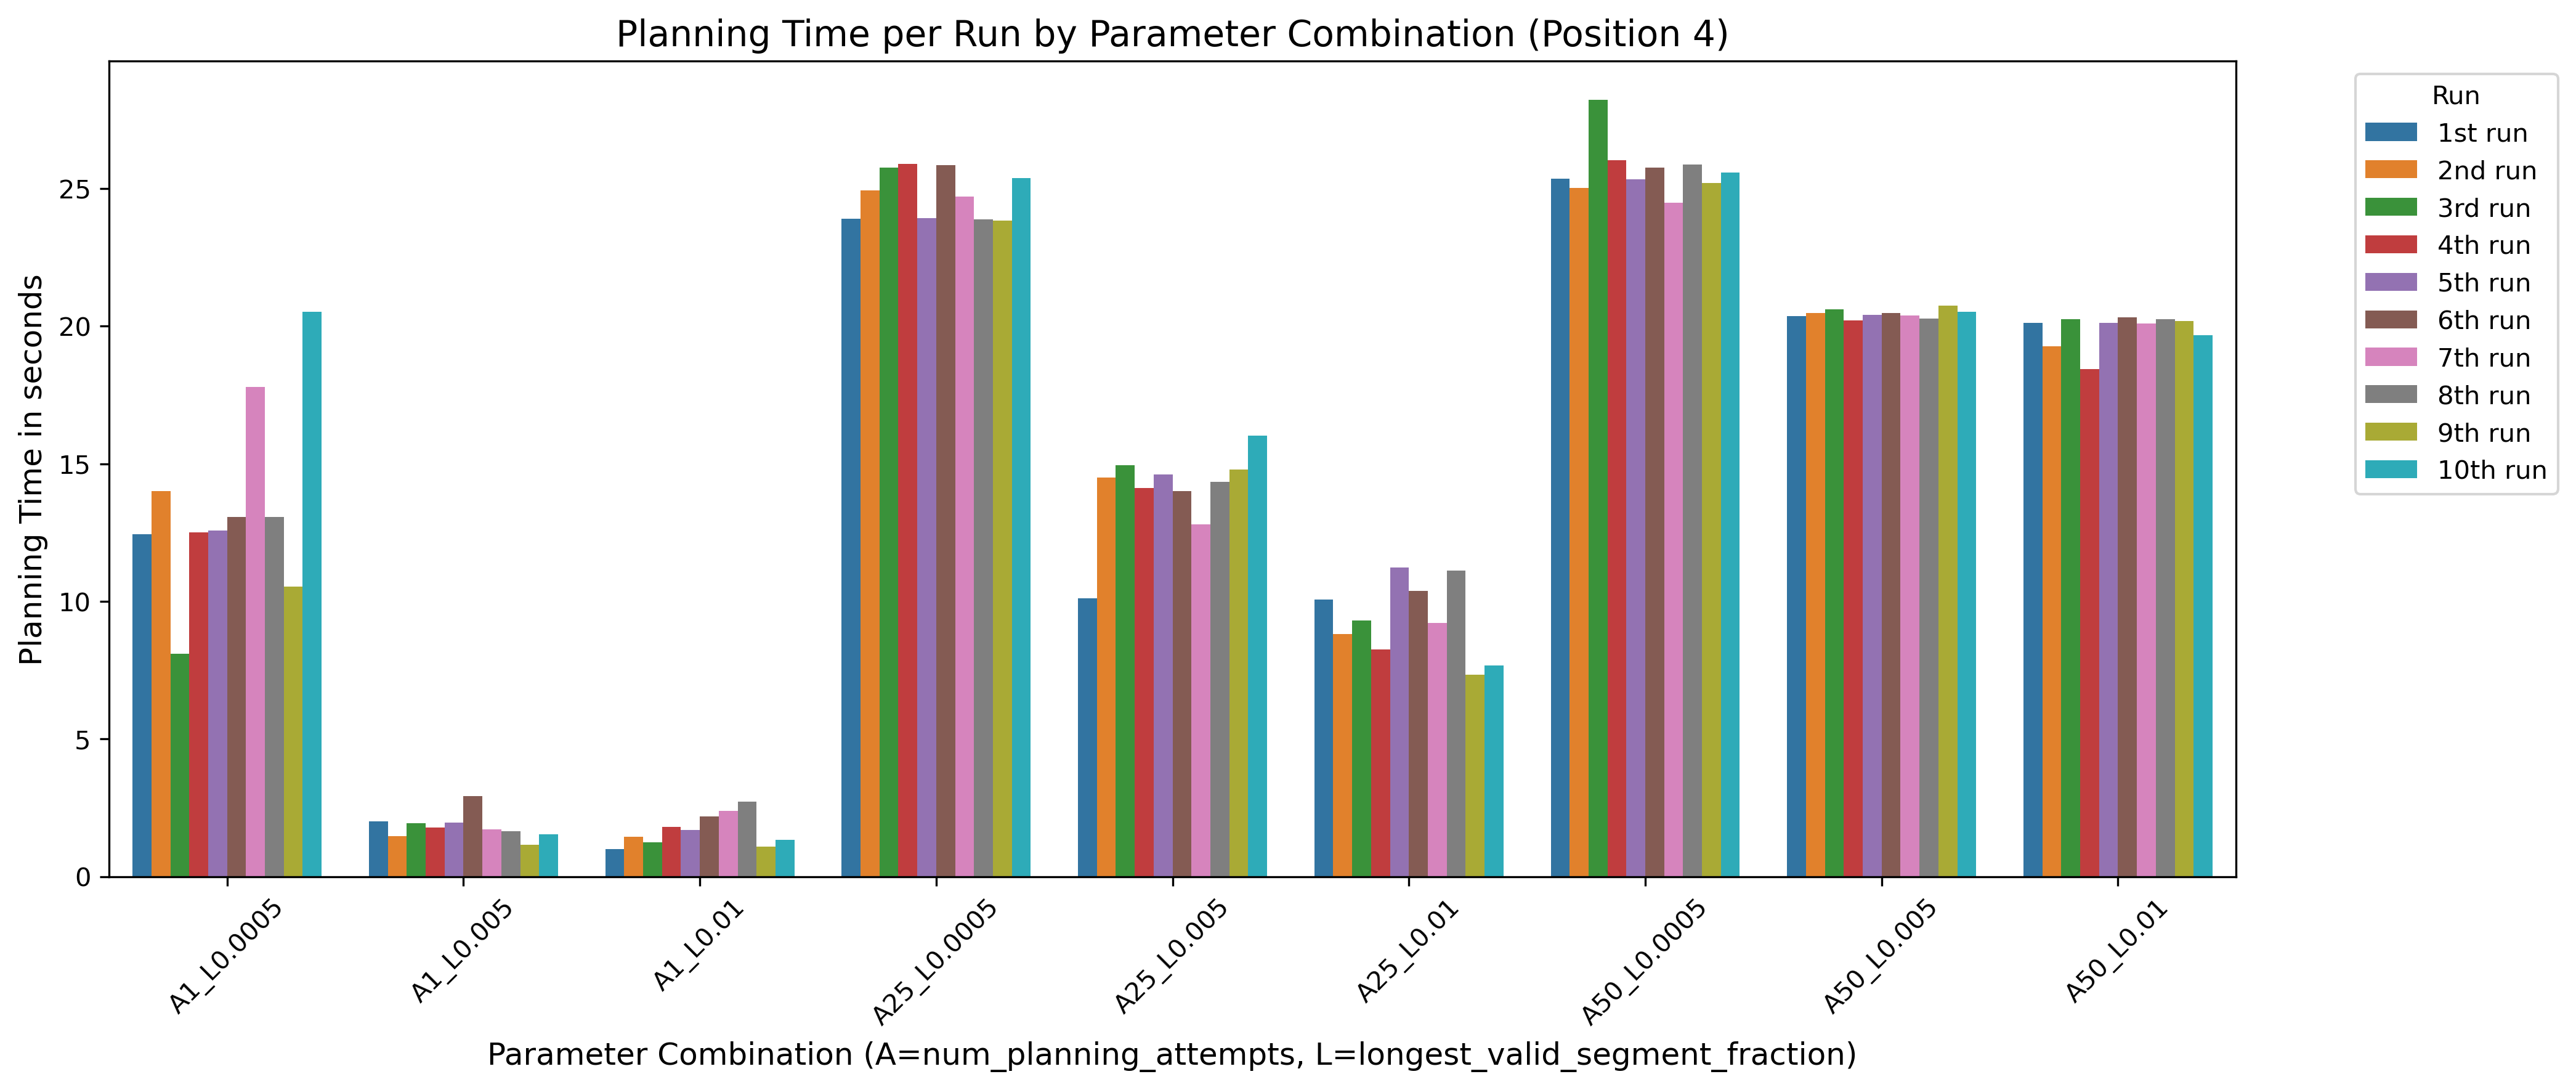 Planning Time per Run by Parameter Combination (Position 4)
Planning Time in seconds
25
20
15
10
5
0
A1_L0.0005
A1_L0.005
A1_L0.01
A25_L0.0005
A25_L0.005
A25_L0.01
A50_L0.0005
A50_L0.005
A50_L0.01
Parameter Combination (A=num_planning_attempts, L=longest_valid_segment_fraction)
Run
1st run
2nd run
3rd run
4th run
5th run
6th run
7th run
8th run
9th run
10th run